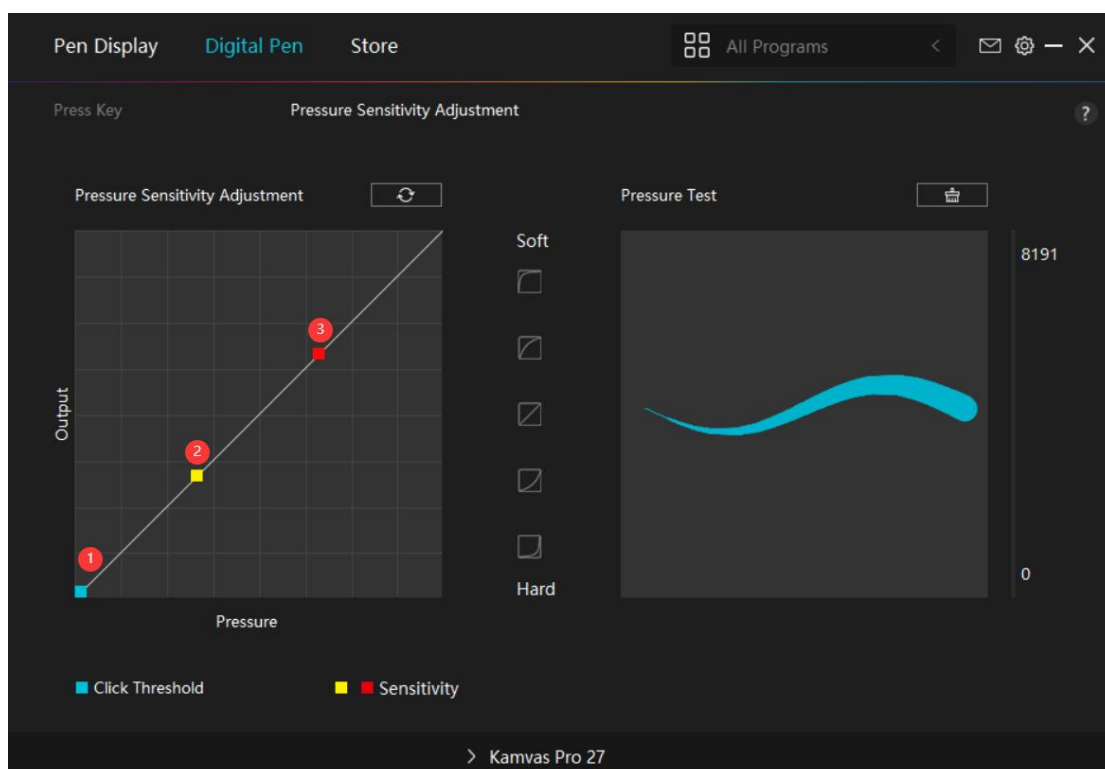 Pen Display Digital Pen Store All Programs
Press Key Pressure Sensitivity Adjustment ?
Pressure Sensitivity Adjustment Pressure Test
Soft
8191
3
Output
2
1
0
Hard
Pressure
Click Threshold Sensitivity
Kamvas Pro 27